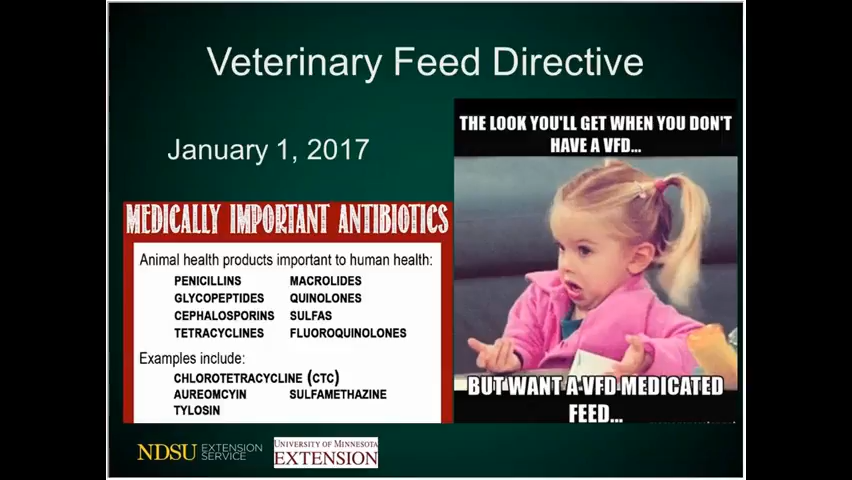 Veterinary Feed Directive
January 1, 2017
MEDICALLY IMPORTANT ANTIBIOTICS
Animal health products important to human health:
PENICILLINS MACROLIDES
GLYCOPEPTIDES QUINOLONES
CEPHALOSPORINS SULFAS
TETRACYCLINES FLUOROQUINOLONES
Examples include:
CHLOROTETRACYCLINE (CTC)
AUREOMCYIN SULFAMETHAZINE
TYLOSIN
THE LOOK YOU'LL GET WHEN YOU DON'T
HAVE A VFD...
BUT WANT A VFD MEDICATED
FEED...
NDSU EXTENSION
SERVICE
UNIVERSITY OF MINNESOTA
EXTENSION